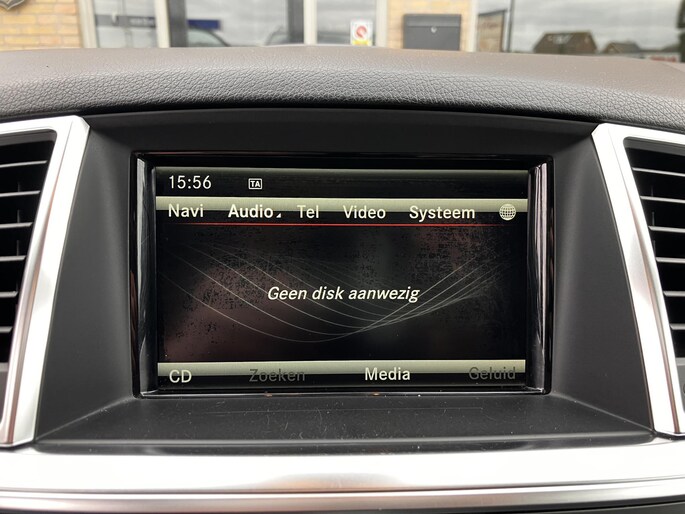 15:56 TA
Navi Audio Tel Video Systeem
Geen disk aanwezig
CD Zoeken Media Geluid